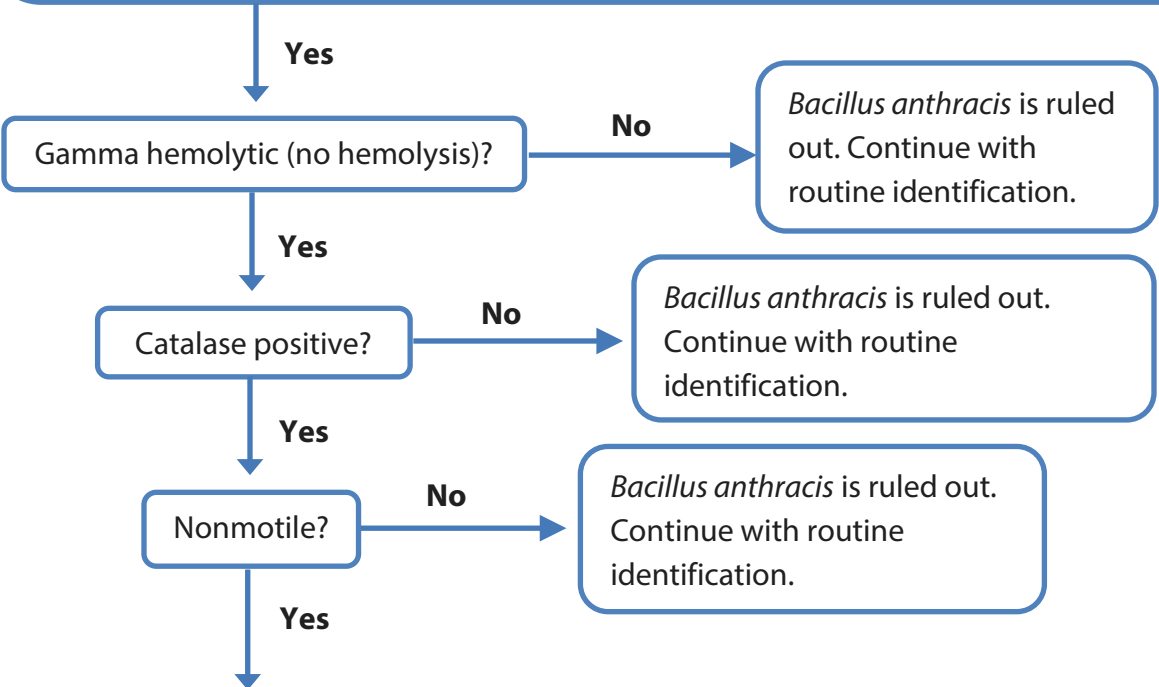 Yes
Gamma hemolytic (no hemolysis)?
No
Bacillus anthracis is ruled
out. Continue with
routine identification.
Yes
Catalase positive?
No
Bacillus anthracis is ruled out.
Continue with routine
identification.
Yes
Nonmotile?
No
Bacillus anthracis is ruled out.
Continue with routine
identification.
Yes